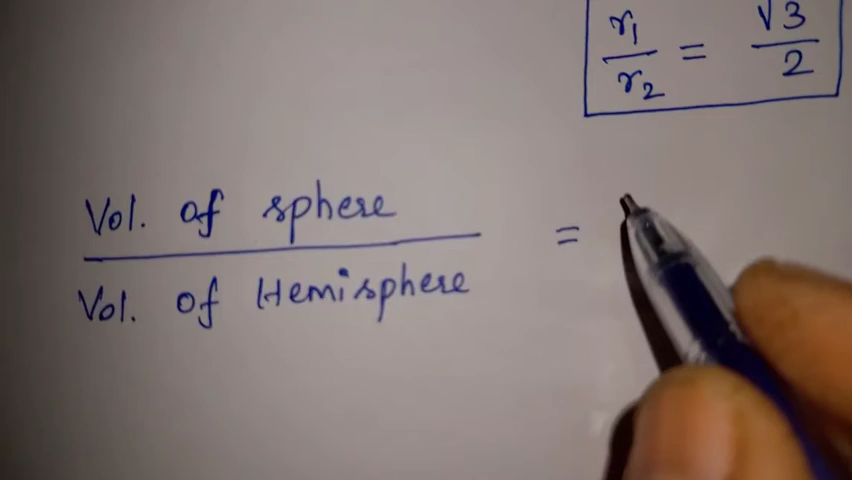 r₁/r₂ = √3/2
Vol. of sphere
Vol. of Hemisphere =